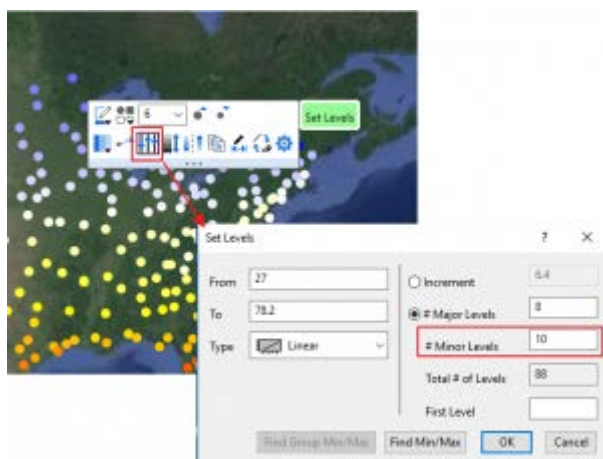 6
Set Levels
Set Levels ? ×
From 27
To 78.2
Type Linear
Increment 6.4
# Major Levels 8
# Minor Levels 10
Total # of Levels 88
First Level
Find Group Min/Max Find Min/Max OK Cancel